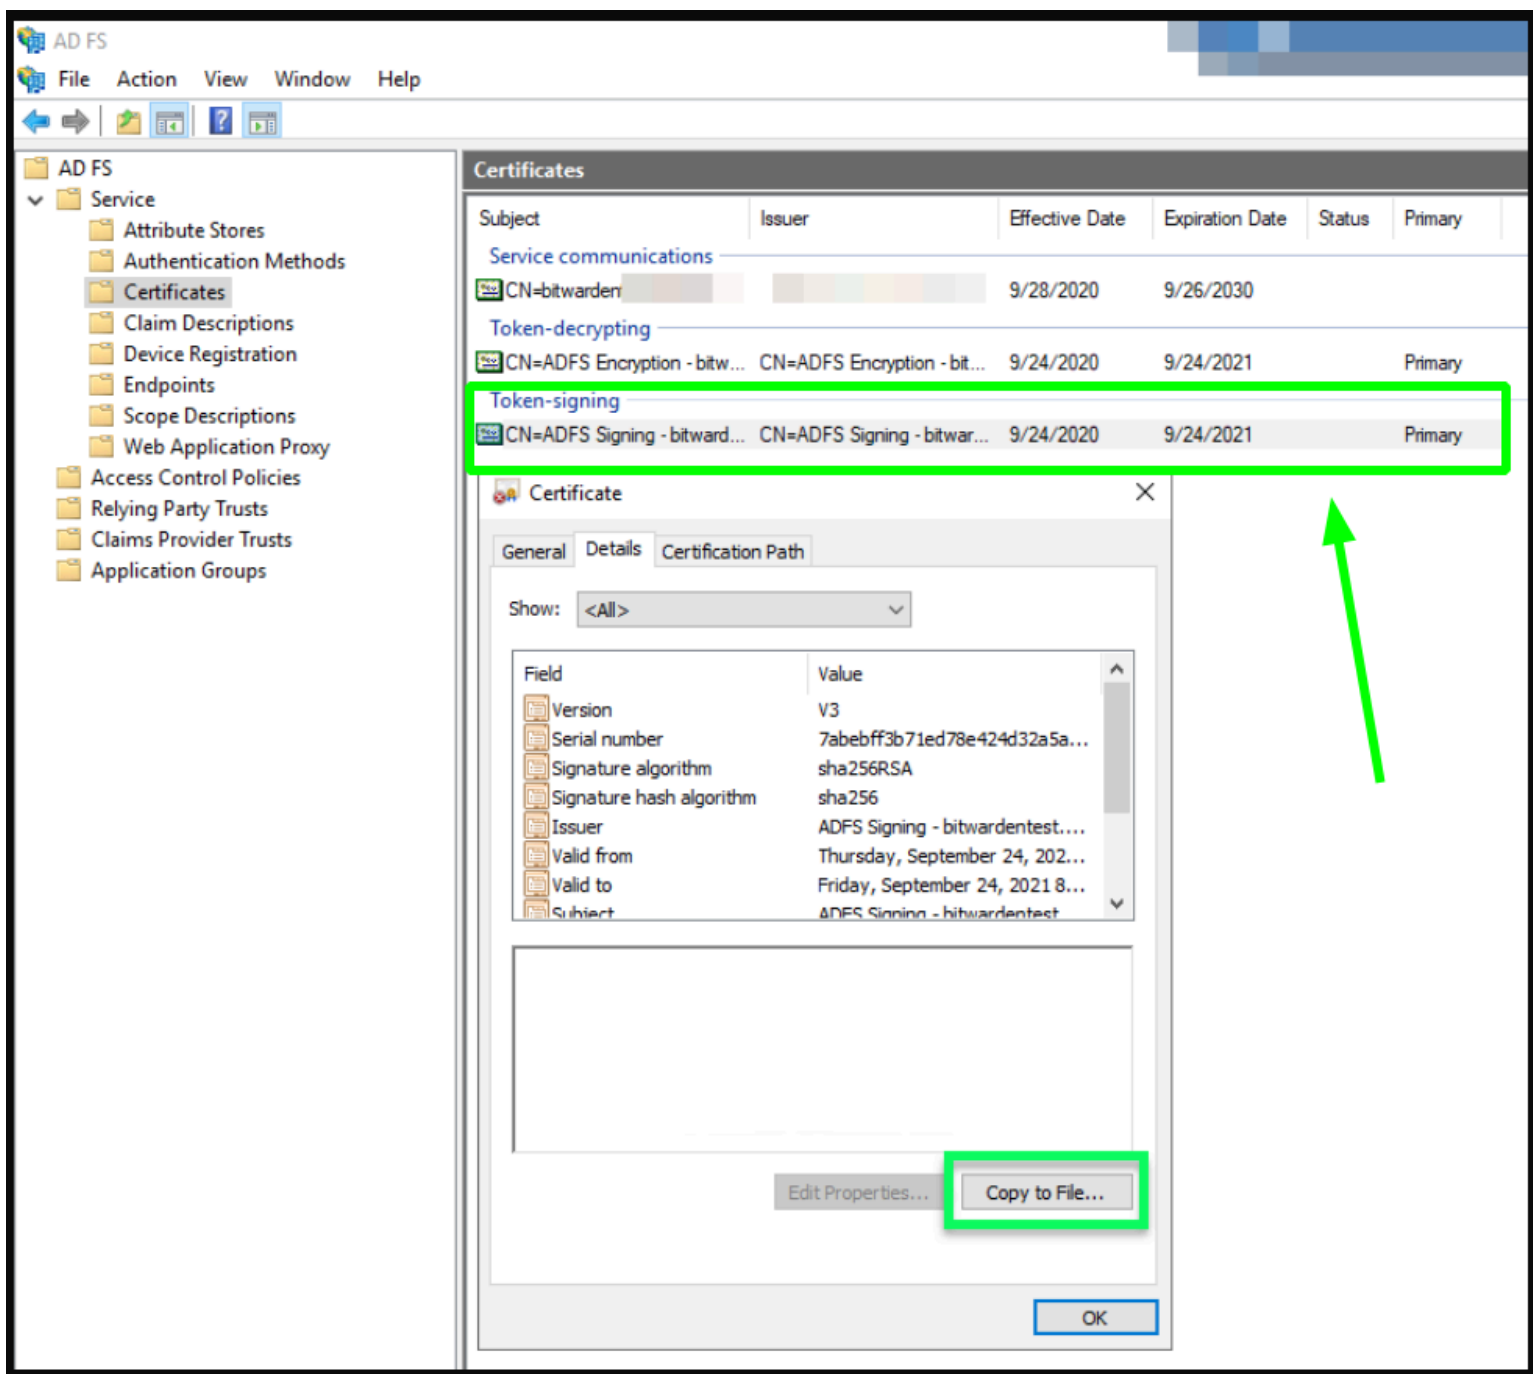 AD FS
File Action View Window Help
AD FS
Service
Attribute Stores
Authentication Methods
Certificates
Claim Descriptions
Device Registration
Endpoints
Scope Descriptions
Web Application Proxy
Access Control Policies
Relying Party Trusts
Claims Provider Trusts
Application Groups
Certificates
Subject Issuer Effective Date Expiration Date Status Primary
Service communications
CN=bitwarden 9/28/2020 9/26/2030
Token-decrypting
CN=ADFS Encryption - bitw... CN=ADFS Encryption - bit... 9/24/2020 9/24/2021 Primary
Token-signing
CN=ADFS Signing - bitward... CN=ADFS Signing - bitwar... 9/24/2020 9/24/2021 Primary
Certificate
General Details Certification Path
Show: <All>
Field Value
Version V3
Serial number 7abebff3b71ed78e424d32a5a...
Signature algorithm sha256RSA
Signature hash algorithm sha256
Issuer ADFS Signing - bitwardentest....
Valid from Thursday, September 24, 202...
Valid to Friday, September 24, 2021 8...
Subject ADFS Signing - bitwardentest
Edit Properties... Copy to File...
OK